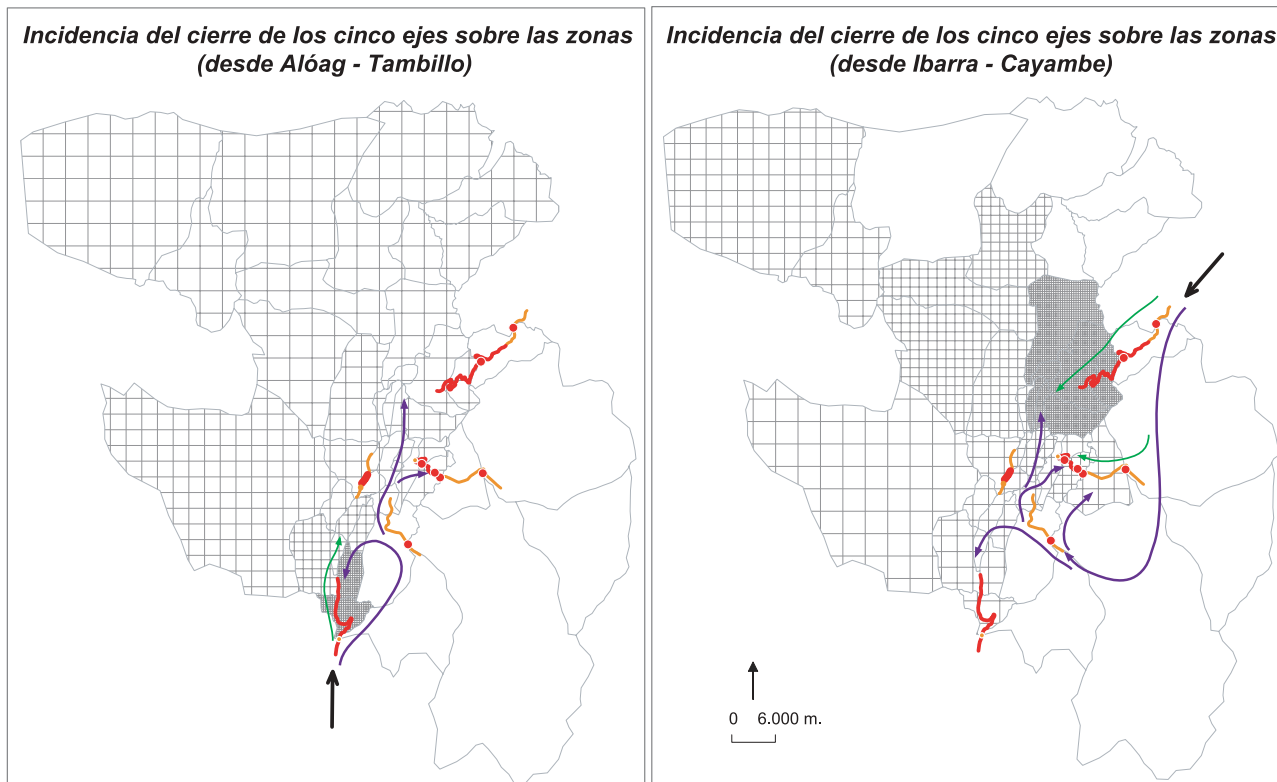 Incidencia del cierre de los cinco ejes sobre las zonas
(desde Alóag - Tambillo)
Incidencia del cierre de los cinco ejes sobre las zonas
(desde Ibarra - Cayambe)
0 6.000 m.